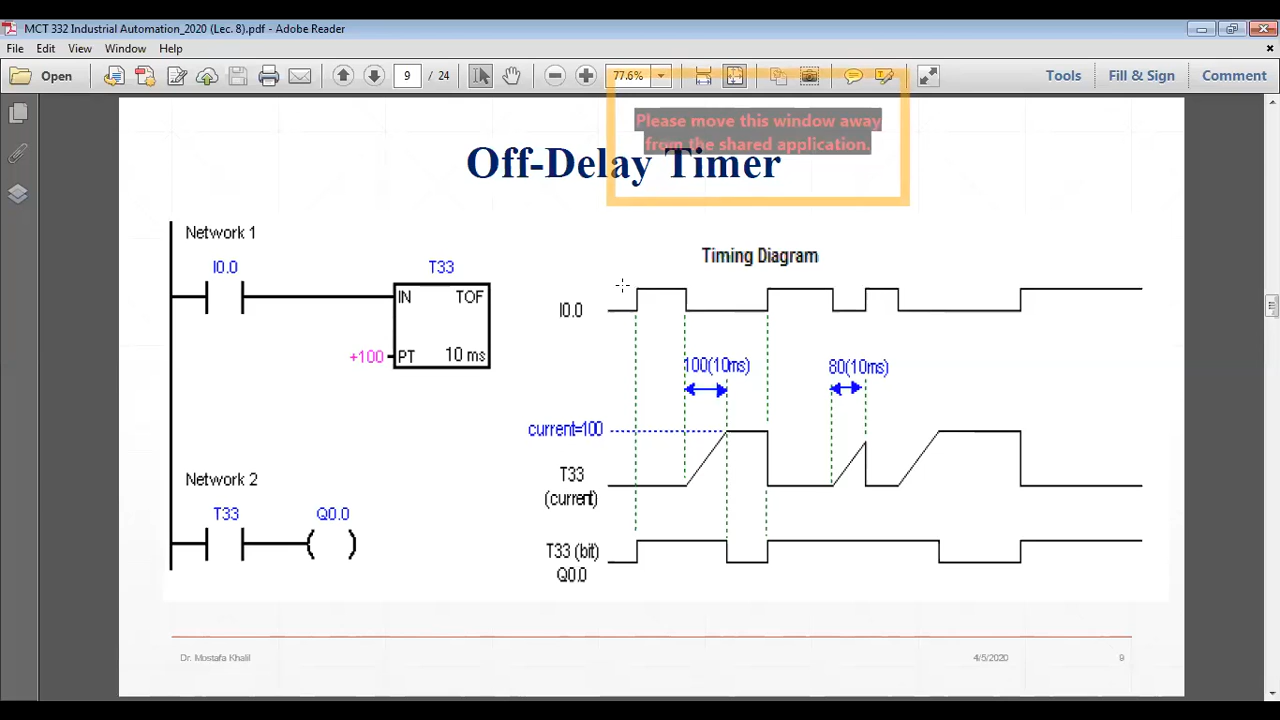 MCT 332 Industrial Automation_2020 (Lec. 8).pdf - Adobe Reader
File Edit View Window Help
Open 9 / 24 77.6% Tools Fill & Sign Comment
Please move this window away
from the shared application.
Off-Delay Timer
Network 1
I0.0 T33
IN TOF
+100 PT 10 ms
Network 2
T33 Q0.0
Timing Diagram
I0.0
100(10ms) 80(10ms)
current=100
T33
(current)
T33 (bit)
Q0.0
Dr. Mostafa Khalil 4/5/2020 9